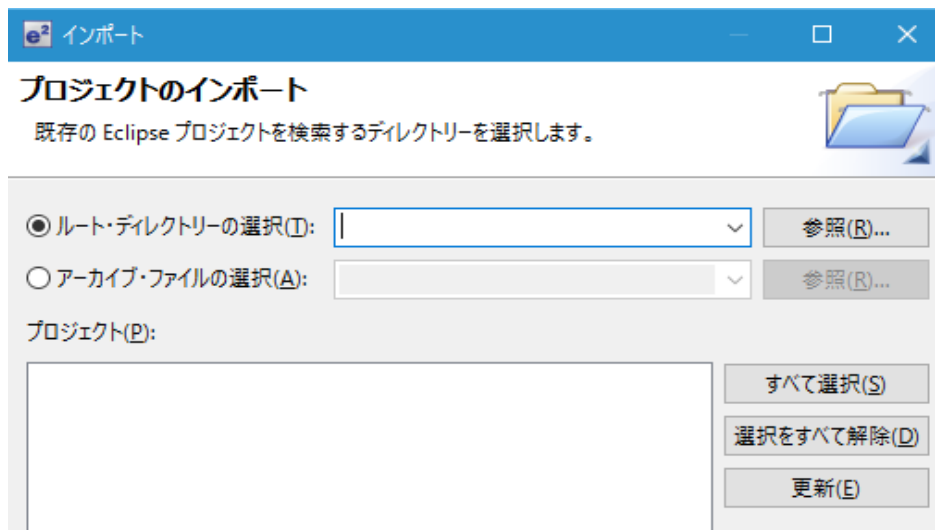 e² インポート
プロジェクトのインポート
既存の Eclipse プロジェクトを検索するディレクトリーを選択します。
ルート・ディレクトリーの選択(T): 参照(R)...
アーカイブ・ファイルの選択(A): 参照(R)...
プロジェクト(P):
すべて選択(S)
選択をすべて解除(D)
更新(E)